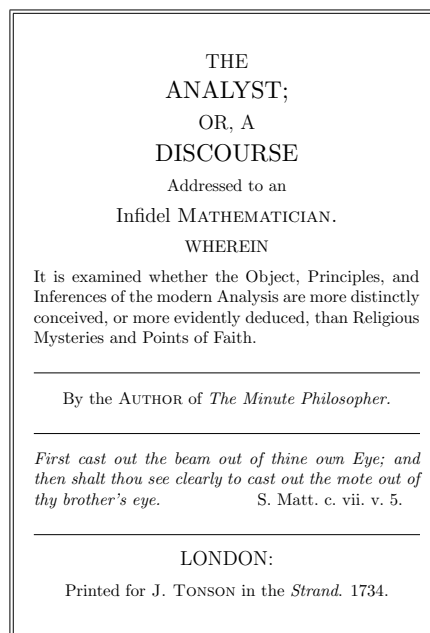 THE
ANALYST;
OR, A
DISCOURSE
Addressed to an
Infidel MATHEMATICIAN.
WHEREIN
It is examined whether the Object, Principles, and
Inferences of the modern Analysis are more distinctly
conceived, or more evidently deduced, than Religious
Mysteries and Points of Faith.
By the AUTHOR of The Minute Philosopher.
First cast out the beam out of thine own Eye; and
then shalt thou see clearly to cast out the mote out of
thy brother's eye. S. Matt. c. vii. v. 5.
LONDON:
Printed for J. TONSON in the Strand. 1734.